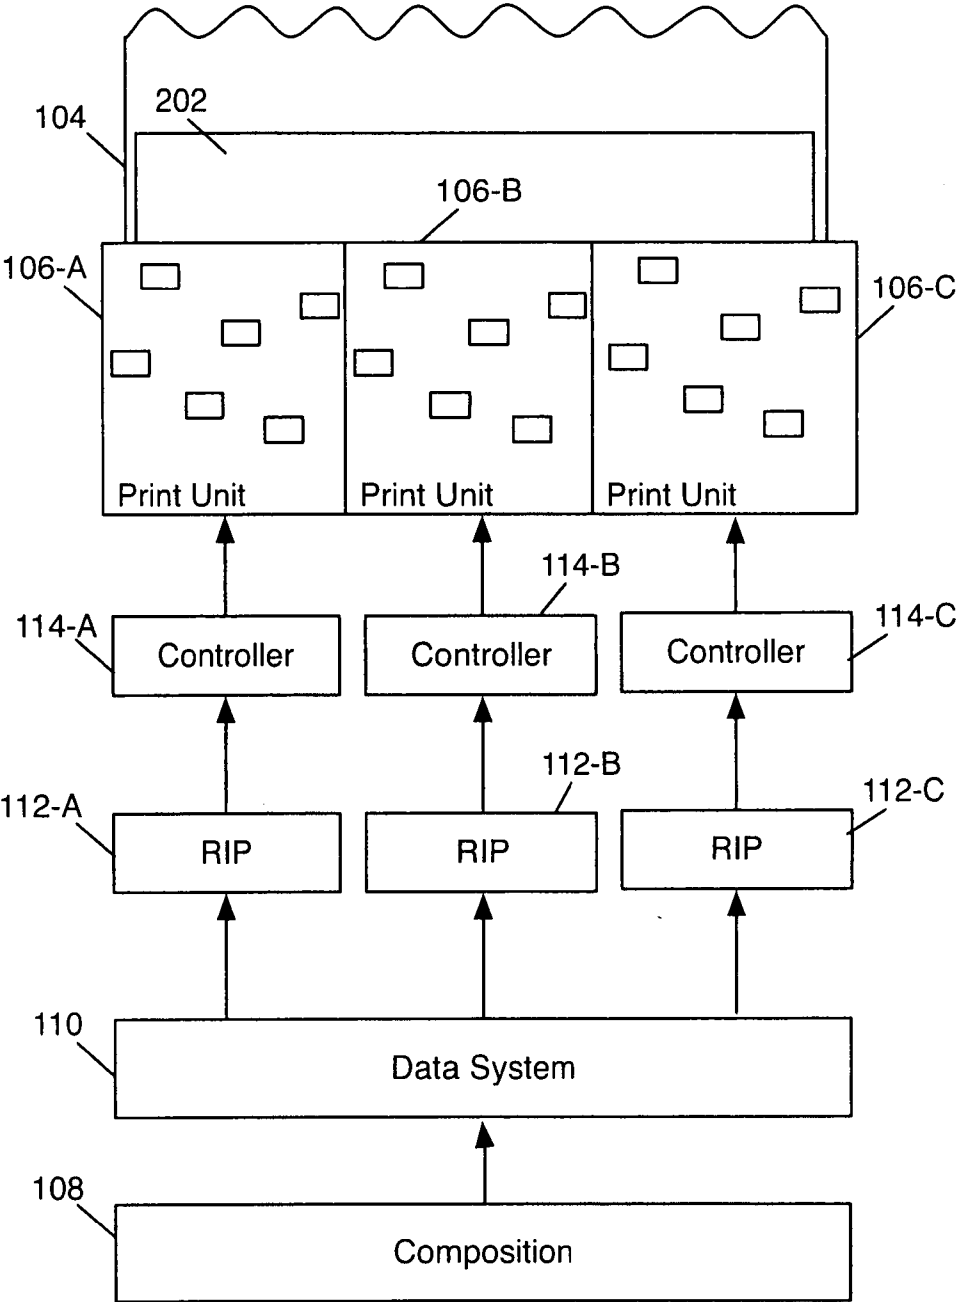 202
104
106-B
106-A
106-C
Print Unit
Print Unit
Print Unit
114-B
114-A
114-C
Controller
Controller
Controller
112-B
112-A
112-C
RIP
RIP
RIP
110
Data System
108
Composition